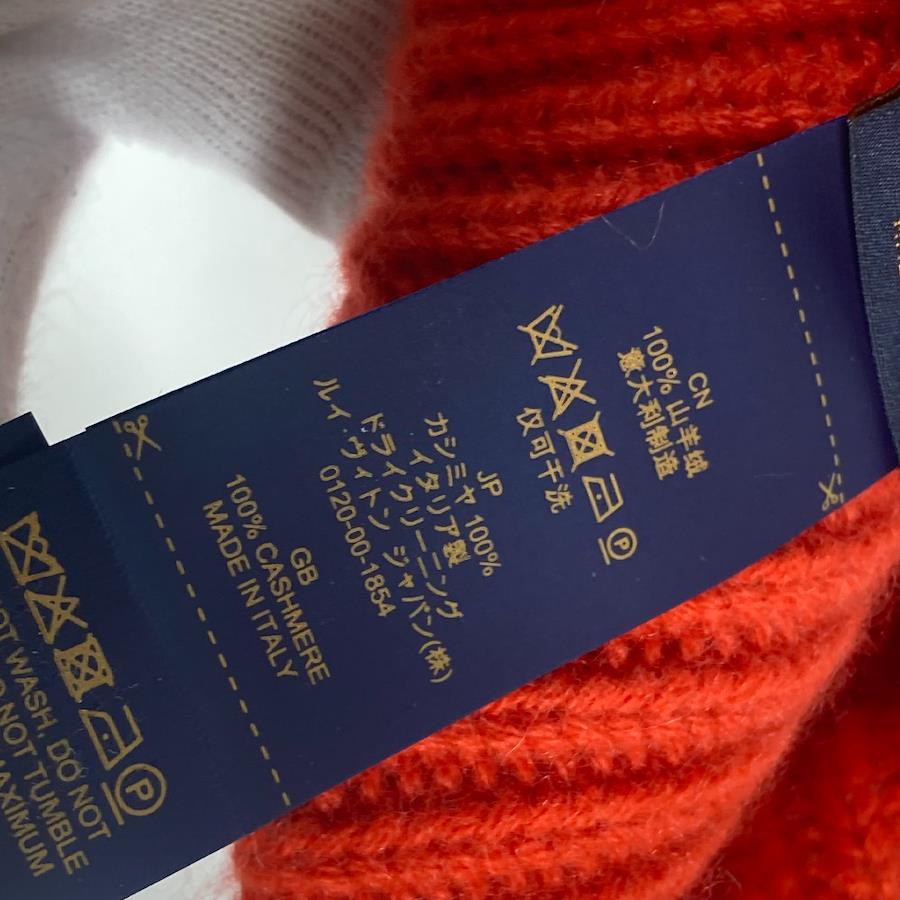 CN
100% 山羊绒
意大利制造
仅可干洗
P
JP
カシミヤ 100%
イタリア製
ドライクリーニング
ルイ・ヴィトン ジャパン(株)
0120-00-1854
GB
100% CASHMERE
MADE IN ITALY
P
WASH, DO NOT
NOT TUMBLE
MAXIMUM